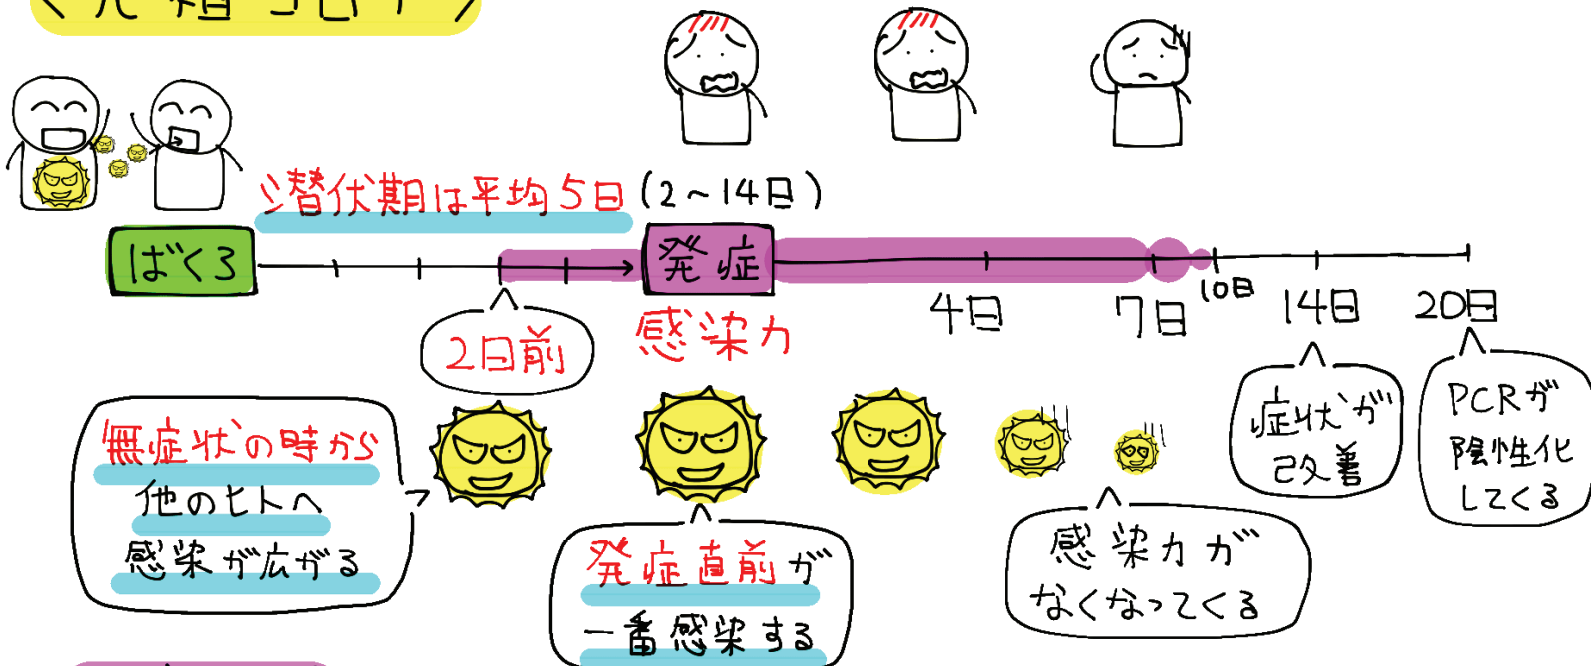 潜伏期は平均5日(2~14日)
ばくろ
発症
2日前
感染力
4日
7日
10日
14日
20日
無症状の時から
他のヒトへ
感染が広がる
発症直前が
一番感染する
感染力が
なくなってくる
症状が
改善
PCRが
陰性化
してくる